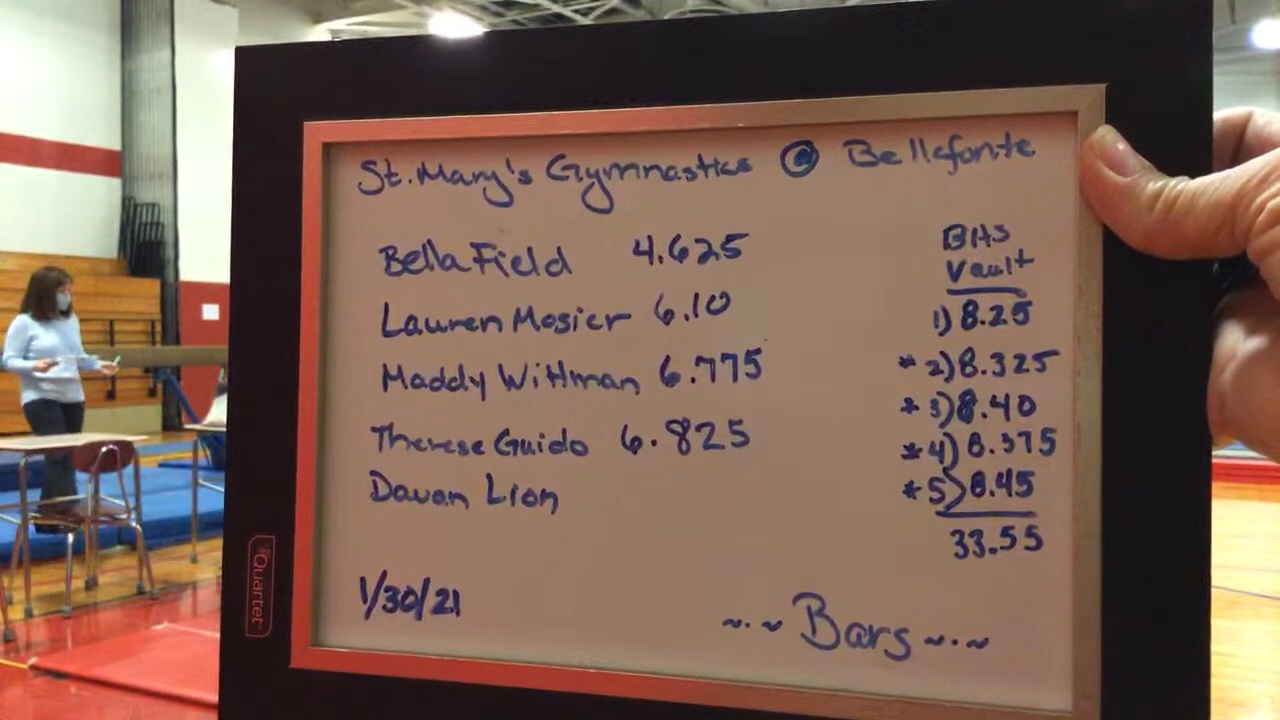 St. Mary's Gymnastics @ Bellefonte
Bella Field 4.625
Lauren Mosier 6.10
Maddy Wittman 6.775
Therese Guido 6.825
Davan Lion
1/30/21
BHS
Vault
1) 8.25
* 2) 8.325
* 3) 8.40
* 4) 8.375
* 5) 8.45
33.55
~.~ Bars ~.~
Quartet